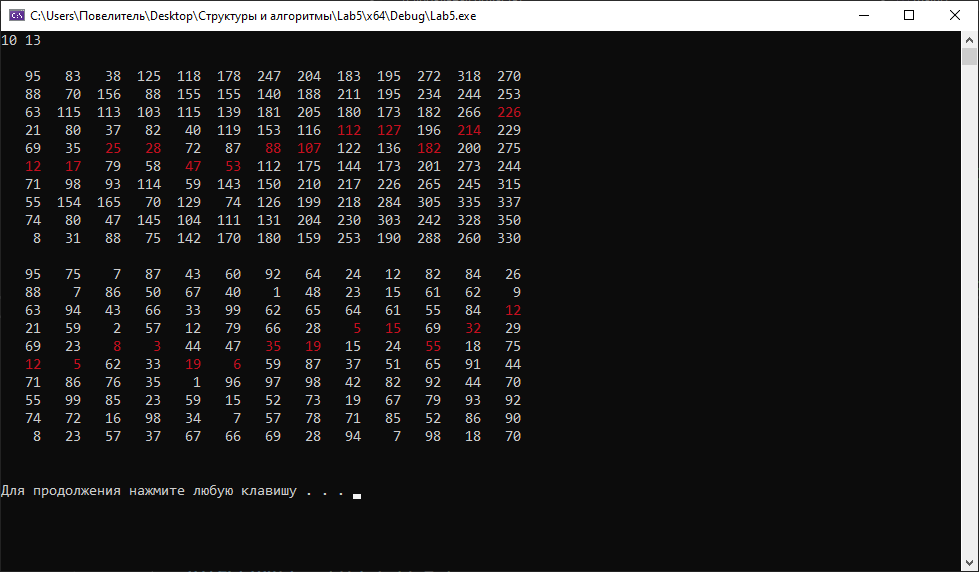 C:\Users\Повелитель\Desktop\Структуры и алгоритмы\Lab5\x64\Debug\Lab5.exe
10 13
95 83 38 125 118 178 247 204 183 195 272 318 270
88 70 156 88 155 155 140 188 211 195 234 244 253
63 115 113 103 115 139 181 205 180 173 182 266 226
21 80 37 82 40 119 153 116 112 127 196 214 229
69 35 25 28 72 87 88 107 122 136 182 200 275
12 17 79 58 47 53 112 175 144 173 201 273 244
71 98 93 114 59 143 150 210 217 226 265 245 315
55 154 165 70 129 74 126 199 218 284 305 335 337
74 80 47 145 104 111 131 204 230 303 242 328 350
8 31 88 75 142 170 180 159 253 190 288 260 330
95 75 7 87 43 60 92 64 24 12 82 84 26
88 7 86 50 67 40 1 48 23 15 61 62 9
63 94 43 66 33 99 62 65 64 61 55 84 12
21 59 2 57 12 79 66 28 5 15 69 32 29
69 23 8 3 44 47 35 19 15 24 55 18 75
12 5 62 33 19 6 59 87 37 51 65 91 44
71 86 76 35 1 96 97 98 42 82 92 44 70
55 99 85 23 59 15 52 73 19 67 79 93 92
74 72 16 98 34 7 57 78 71 85 52 86 90
8 23 57 37 67 66 69 28 94 7 98 18 70
Для продолжения нажмите любую клавишу . . .